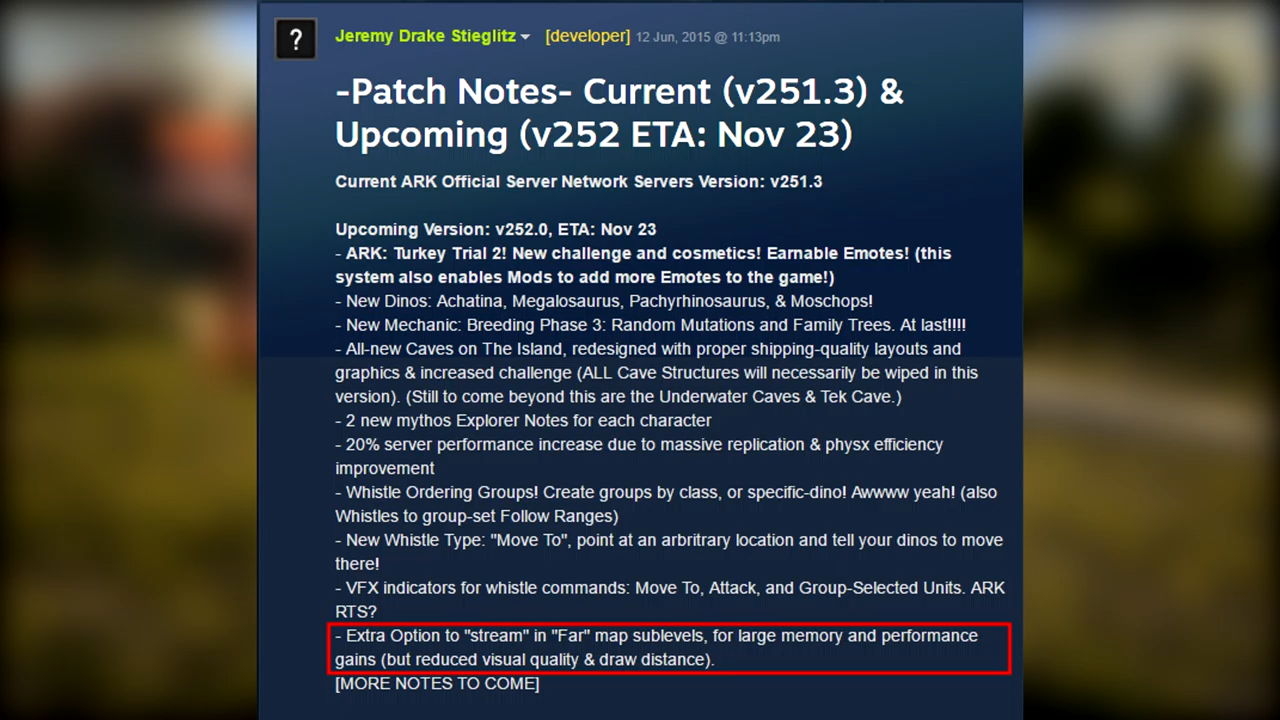 ?
Jeremy Drake Stieglitz [developer] 12 Jun, 2015 @ 11:13pm
-Patch Notes- Current (v251.3) &
Upcoming (v252 ETA: Nov 23)
Current ARK Official Server Network Servers Version: v251.3
Upcoming Version: v252.0, ETA: Nov 23
- ARK: Turkey Trial 2! New challenge and cosmetics! Earnable Emotes! (this
system also enables Mods to add more Emotes to the game!)
- New Dinos: Achatina, Megalosaurus, Pachyrhinosaurus, & Moschops!
- New Mechanic: Breeding Phase 3: Random Mutations and Family Trees. At last!!!!
- All-new Caves on The Island, redesigned with proper shipping-quality layouts and
graphics & increased challenge (ALL Cave Structures will necessarily be wiped in this
version). (Still to come beyond this are the Underwater Caves & Tek Cave.)
- 2 new mythos Explorer Notes for each character
- 20% server performance increase due to massive replication & physx efficiency
improvement
- Whistle Ordering Groups! Create groups by class, or specific-dino! Awwww yeah! (also
Whistles to group-set Follow Ranges)
- New Whistle Type: "Move To", point at an arbritrary location and tell your dinos to move
there!
- VFX indicators for whistle commands: Move To, Attack, and Group-Selected Units. ARK
RTS?
- Extra Option to "stream" in "Far" map sublevels, for large memory and performance
gains (but reduced visual quality & draw distance).
[MORE NOTES TO COME]